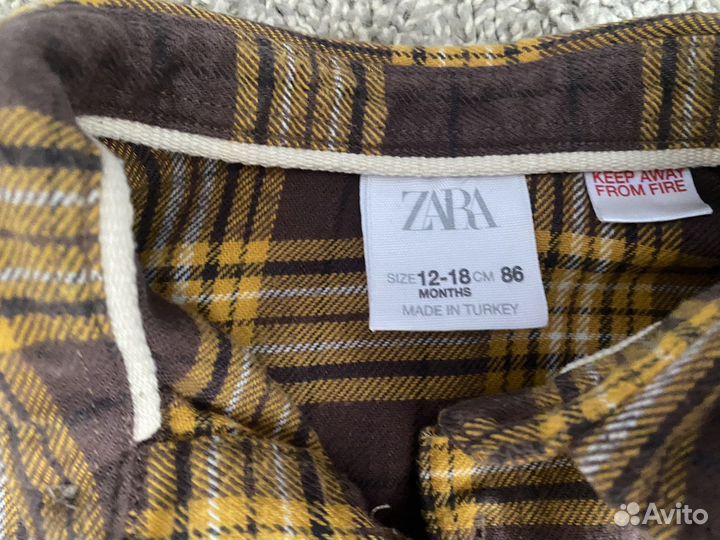 ZARA
KEEP AWAY
FROM FIRE
SIZE 12-18 CM 86
MONTHS
MADE IN TURKEY
Avito